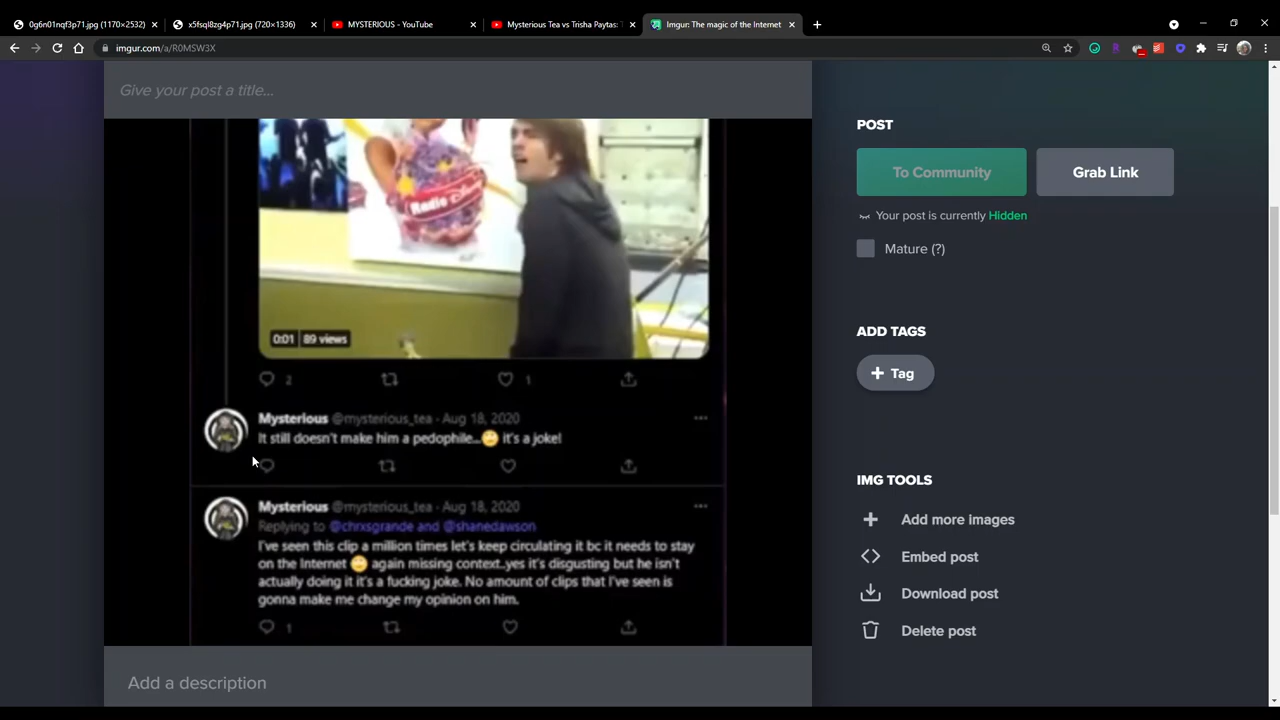 0g6n01nqf3p71.jpg (1170×2532)
x5fsql8zg4p71.jpg (720×1336)
MYSTERIOUS - YouTube
Mysterious Tea vs Trisha Paytas:
Imgur: The magic of the Internet
imgur.com/a/R0MSW3X
Give your post a title...
Radio Disney
0:01 89 views
2
1
Mysterious @mysterious_tea - Aug 18, 2020
It still doesn't make him a pedophile...🙄 it's a joke!
Mysterious @mysterious_tea - Aug 18, 2020
Replying to @chrxsgrande and @shanedawson
I've seen this clip a million times let's keep circulating it bc it needs to stay
on the Internet 🙄 again missing context..yes it's disgusting but he isn't
actually doing it it's a fucking joke. No amount of clips that I've seen is
gonna make me change my opinion on him.
1
Add a description
POST
To Community
Grab Link
Your post is currently Hidden
Mature (?)
ADD TAGS
+ Tag
IMG TOOLS
Add more images
Embed post
Download post
Delete post